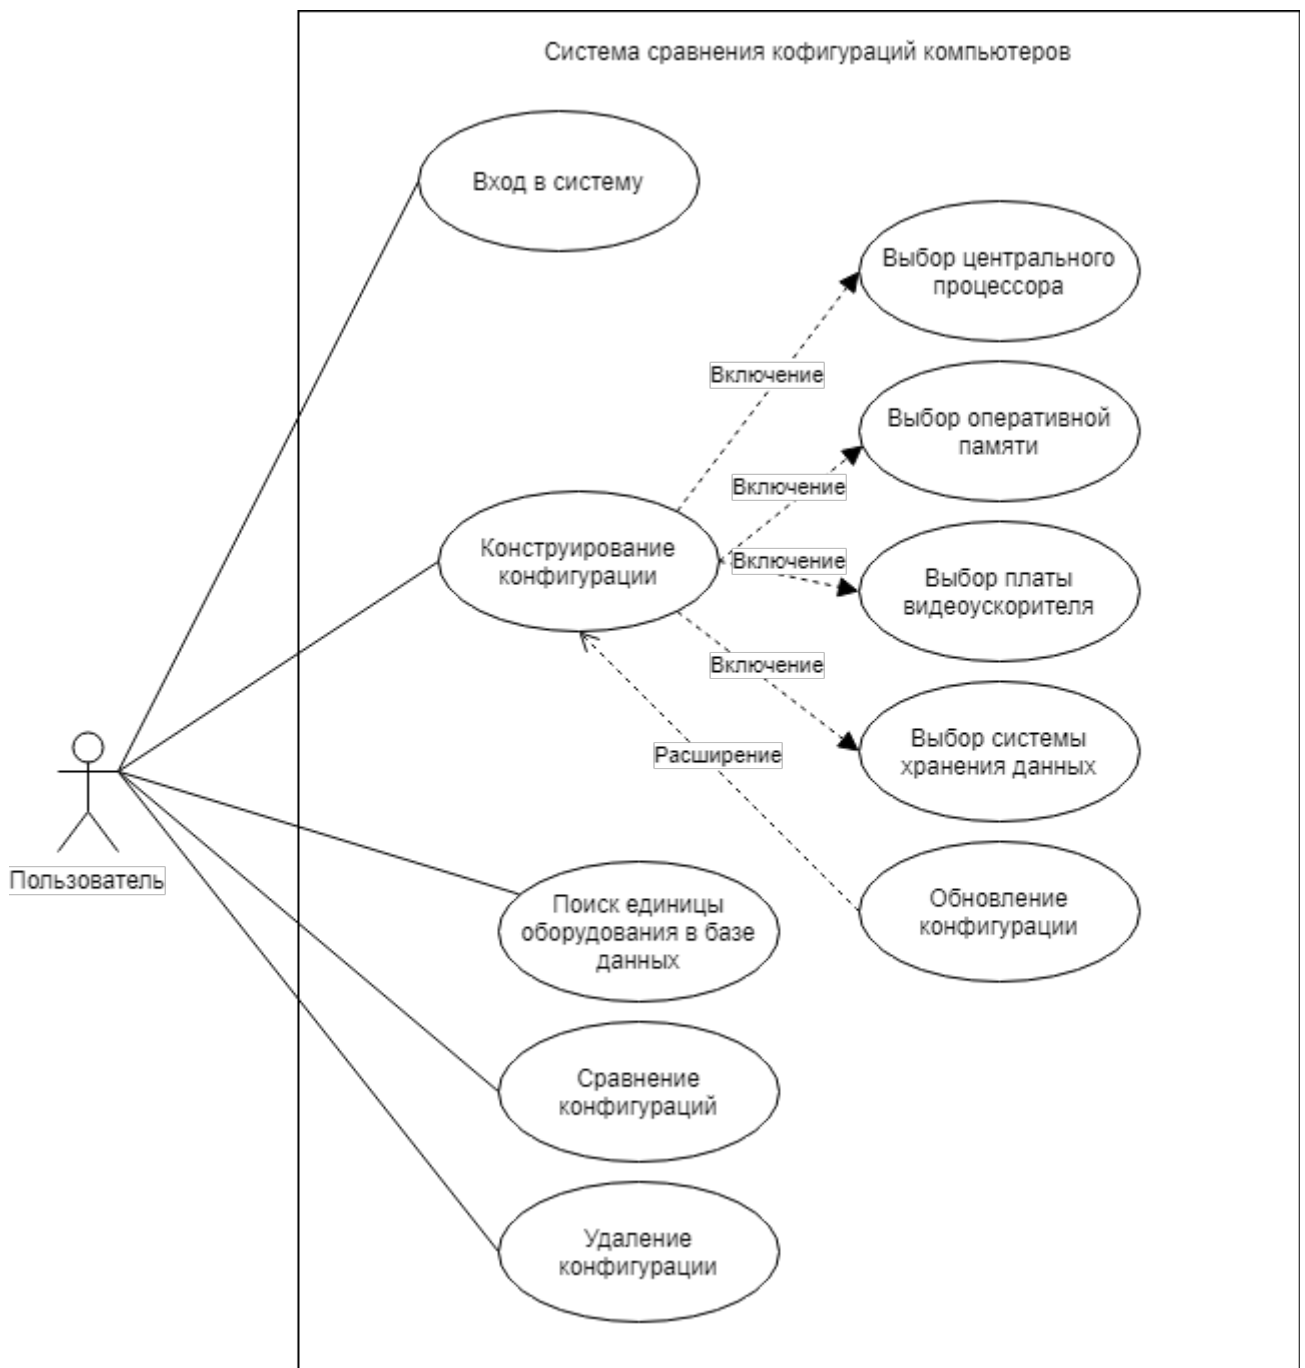 Система сравнения кофигураций компьютеров
Вход в систему
Выбор центрального
процессора
Включение
Выбор оперативной
памяти
Включение
Конструирование
конфигурации
Включение
Выбор платы
видеоускорителя
Включение
Выбор системы
хранения данных
Расширение
Пользователь
Обновление
конфигурации
Поиск единицы
оборудования в базе
данных
Сравнение
конфигураций
Удаление
конфигурации